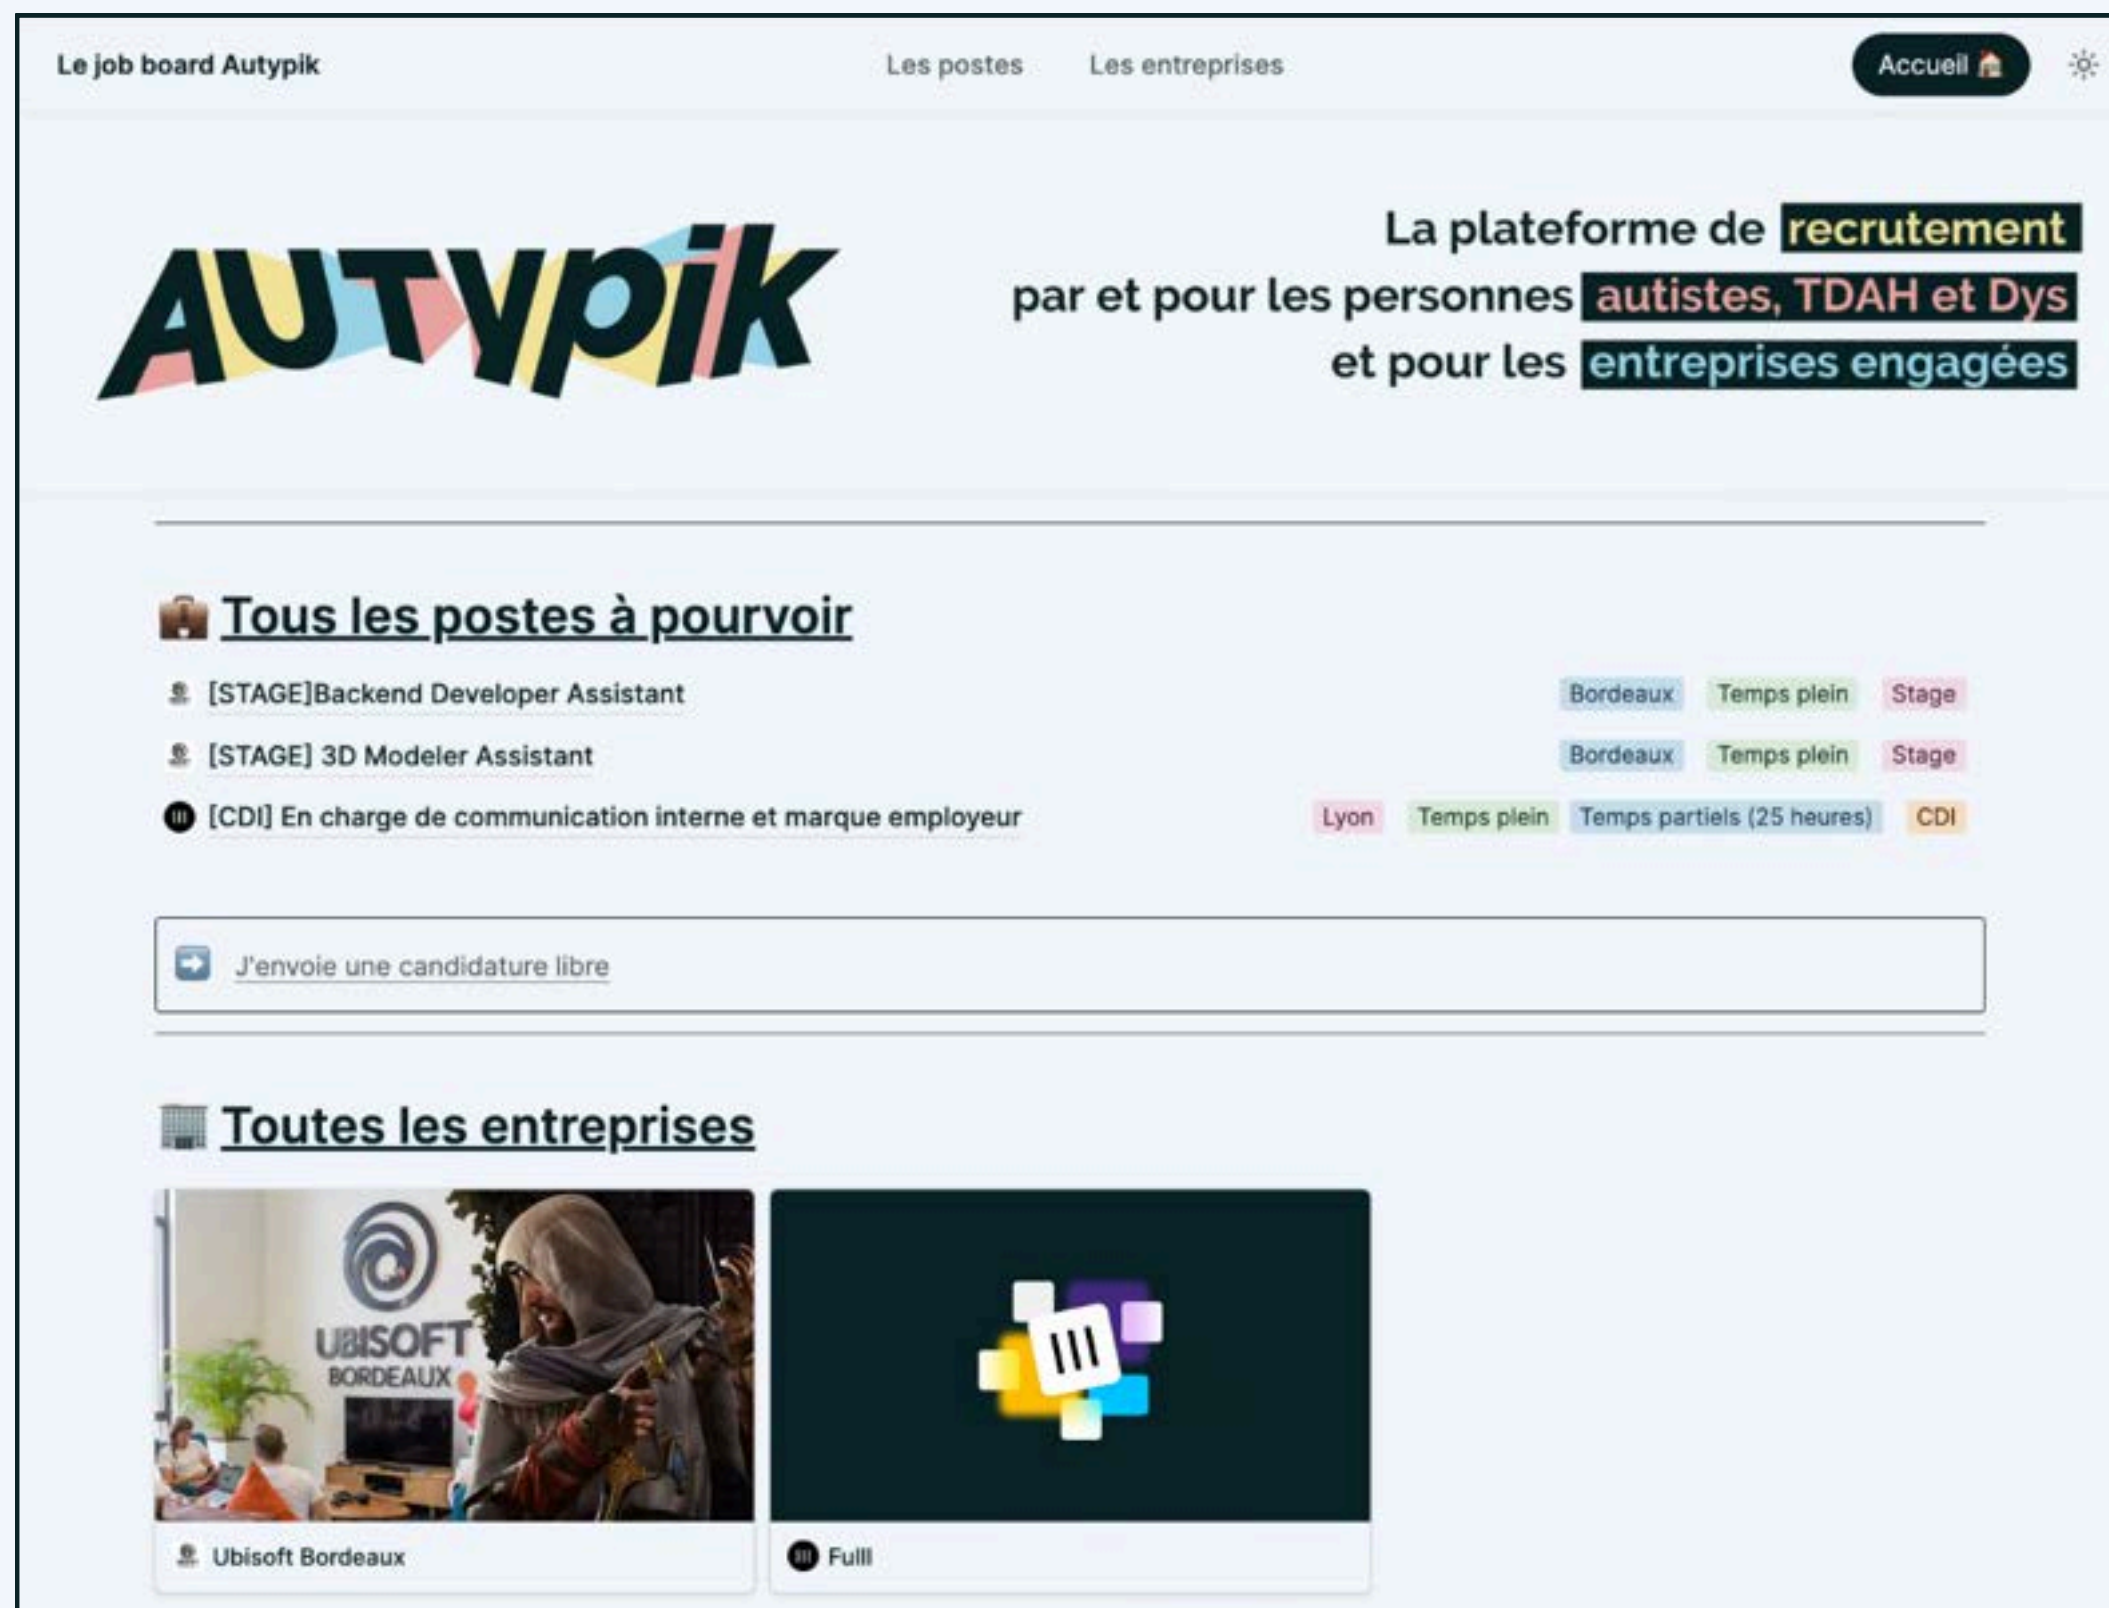 Le job board Autypik
Les postes
Les entreprises
Accueil
AUTYPIK
La plateforme de recrutement
par et pour les personnes autistes, TDAH et Dys
et pour les entreprises engagées
Tous les postes à pourvoir
[STAGE]Backend Developer Assistant Bordeaux Temps plein Stage
[STAGE] 3D Modeler Assistant Bordeaux Temps plein Stage
[CDI] En charge de communication interne et marque employeur Lyon Temps plein Temps partiels (25 heures) CDI
J'envoie une candidature libre
Toutes les entreprises
UBISOFT
BORDEAUX
Ubisoft Bordeaux
Fulll